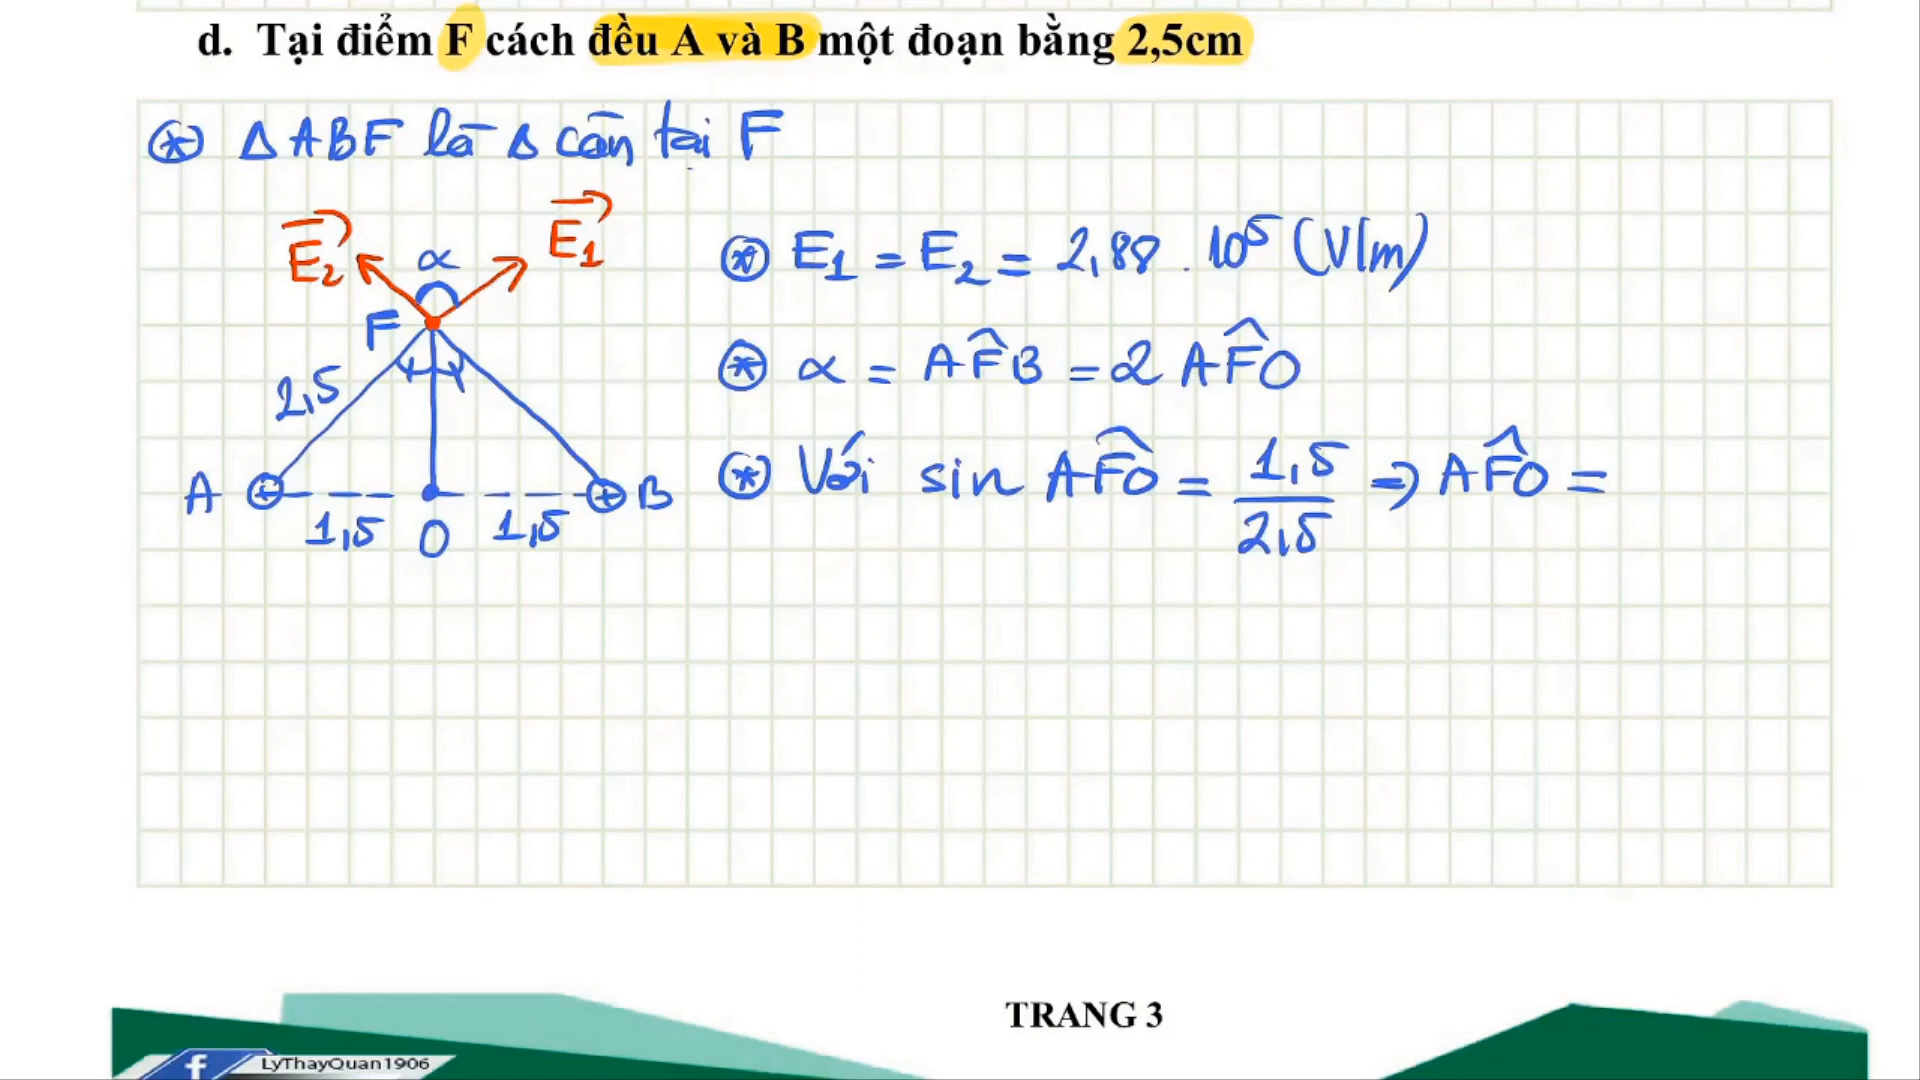 d. Tại điểm F cách đều A và B một đoạn bằng 2,5cm
⊛ Δ ABF là Δ cân tại F
E₂ α E₁
F
2,5
A + + B
1,5 O 1,5
⊛ E₁ = E₂ = 2,88 . 10⁵ (V/m)
⊛ α = AF̂B = 2 AF̂O
⊛ Với sin AF̂O = 1,5/2,5 => AF̂O =
TRANG 3
f LyThayQuan1906